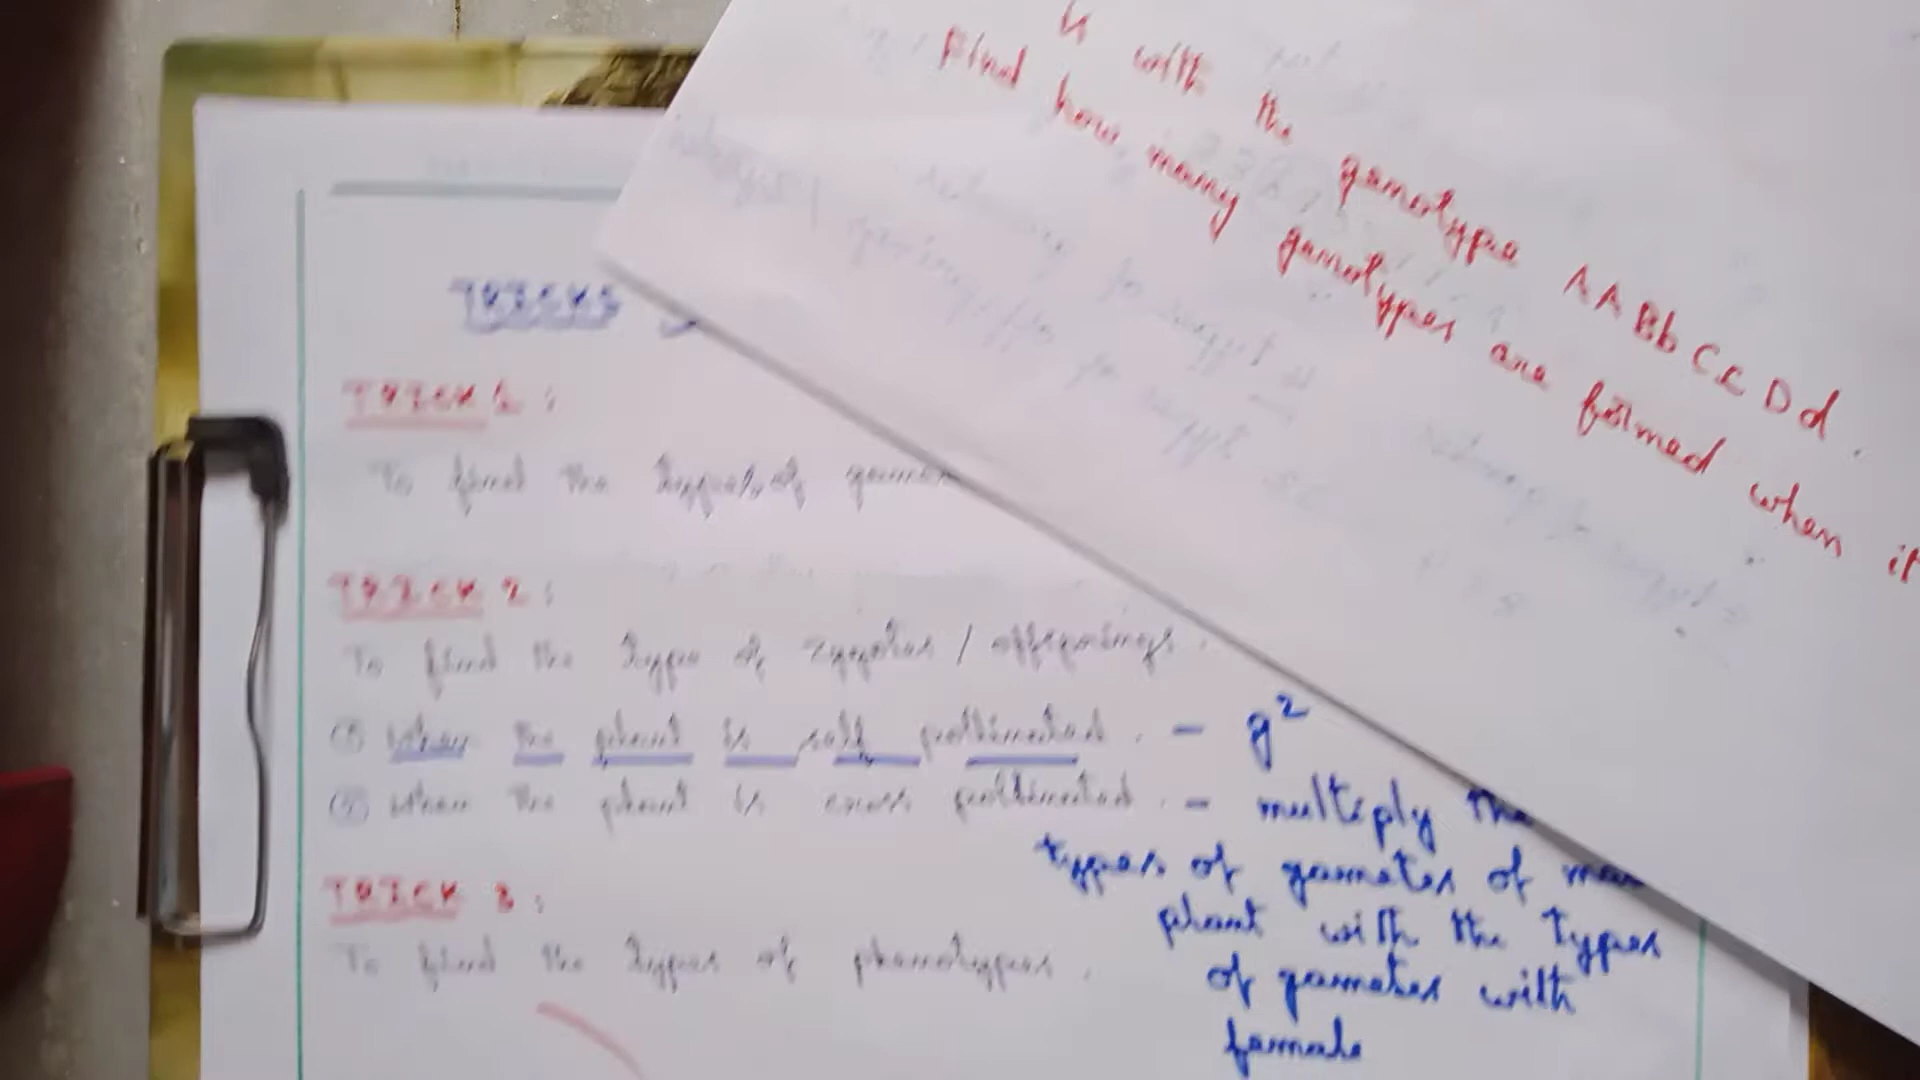 is with the genotype AABbCcDd.
Find how many genotypes are formed when it
TRICKS
TRICK 1:
To find the types of
TRICK 2:
To find the type of zygotes / offsprings.
① When the plant is self pollinated. - g²
② When the plant is cross pollinated. - multiply the
types of gametes of
plant with the types
of gametes with
female
TRICK 3:
To find the types of phenotypes.